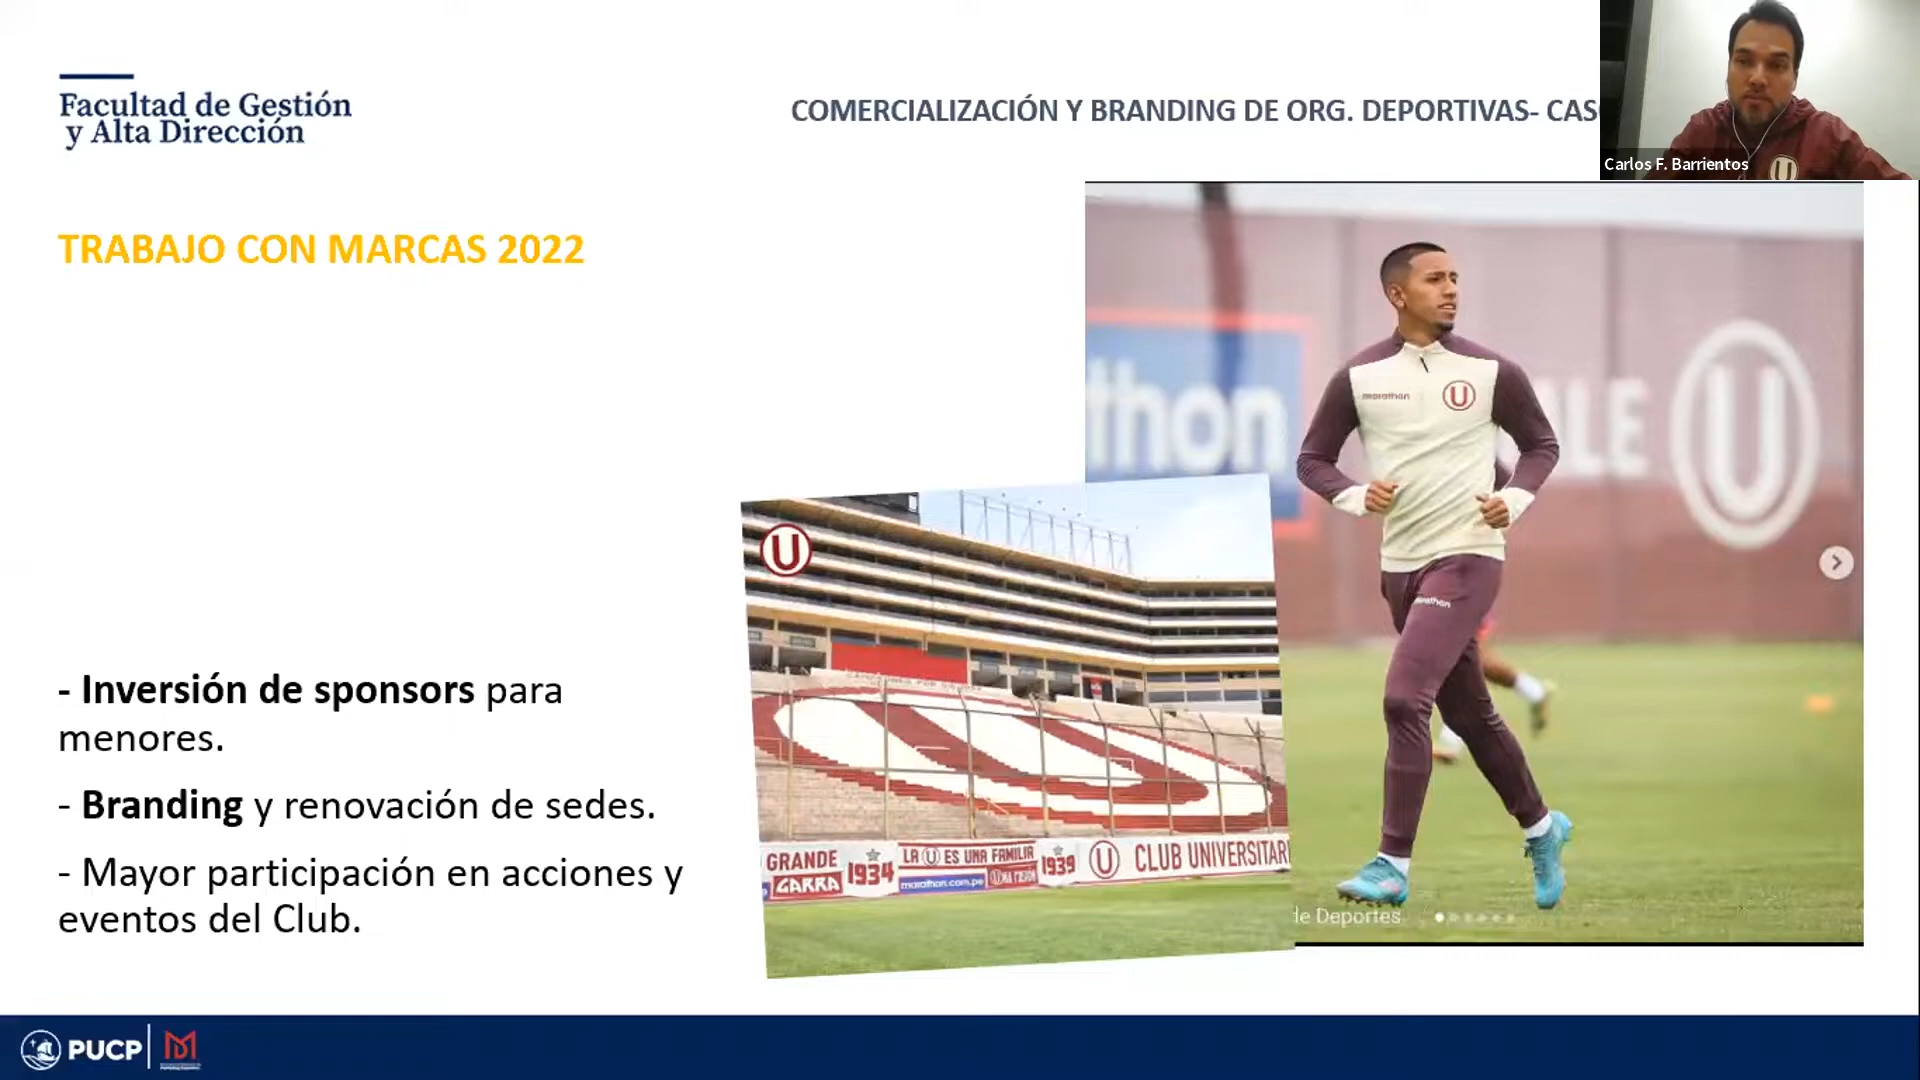 Facultad de Gestión
y Alta Dirección
COMERCIALIZACIÓN Y BRANDING DE ORG. DEPORTIVAS- CAS
Carlos F. Barrientos
U
TRABAJO CON MARCAS 2022
thon
LE
U
marathon
U
marathon
- Inversión de sponsors para
menores.
- Branding y renovación de sedes.
- Mayor participación en acciones y
eventos del Club.
U
GRANDE
GARRA
1934
LA U ES UNA FAMILIA
marathon.com.pe
1939
U
CLUB UNIVERSITAR
de Deportes
PUCP